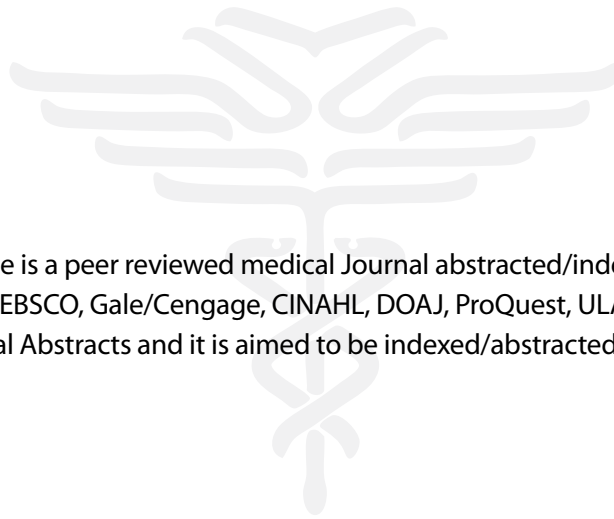 e is a peer reviewed medical Journal abstracted/inde
EBSCO, Gale/Cengage, CINAHL, DOAJ, ProQuest, UL
al Abstracts and it is aimed to be indexed/abstracted